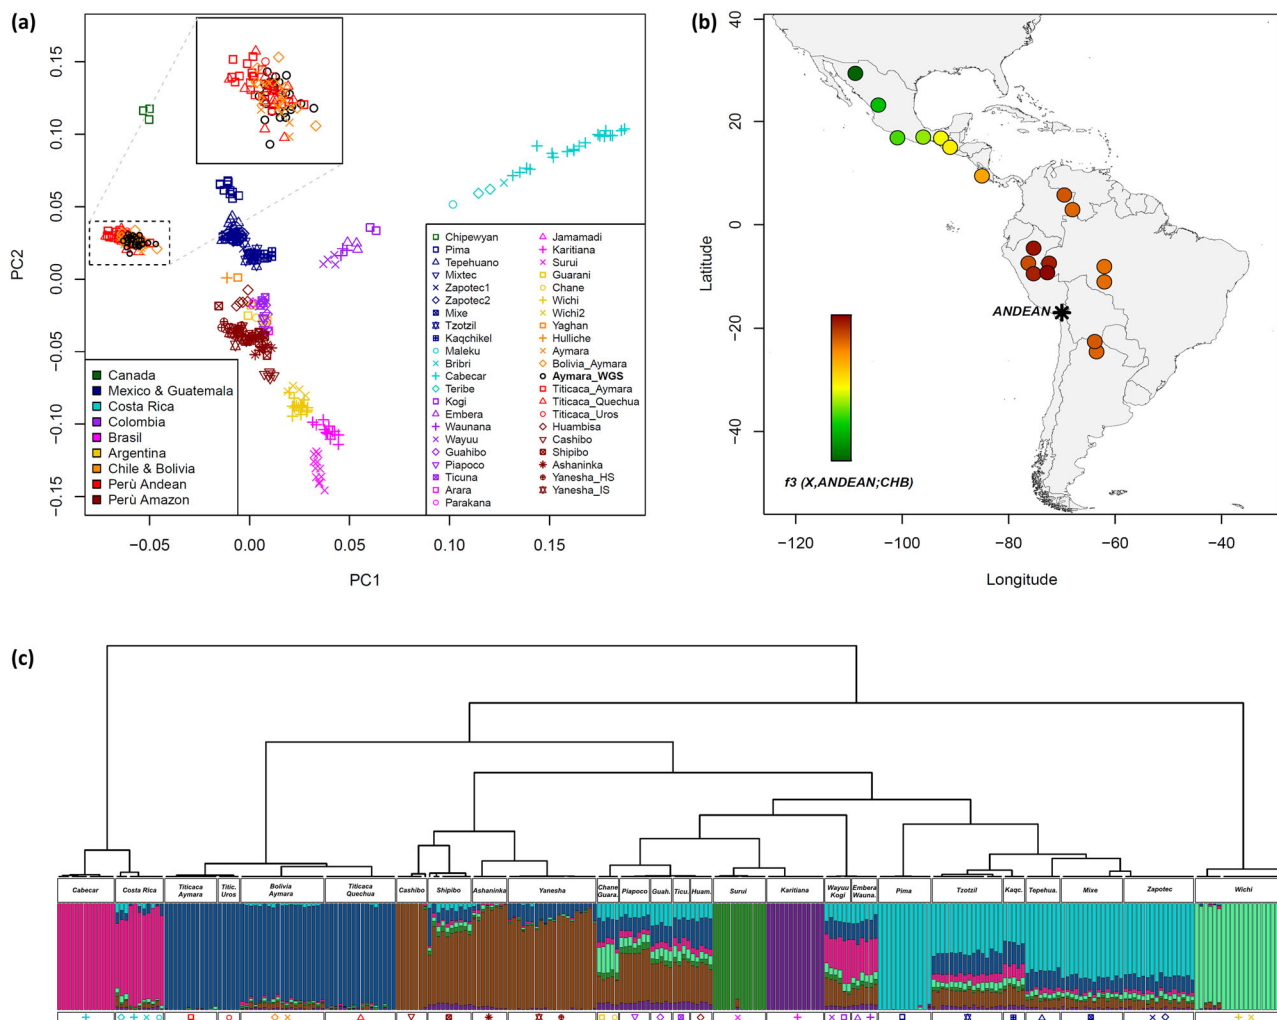 (a)
PC2
0.15
0.10
0.05
0.00
−0.05
−0.10
−0.15
−0.05
0.00
0.05
0.10
0.15
PC1
Canada
Mexico & Guatemala
Costa Rica
Colombia
Brasil
Argentina
Chile & Bolivia
Perù Andean
Perù Amazon
Chipewyan
Pima
Tepehuano
Mixtec
Zapotec1
Zapotec2
Mixe
Tzotzil
Kaqchikel
Maleku
Bribri
Cabecar
Teribe
Kogi
Embera
Waunana
Wayuu
Guahibo
Piapoco
Ticuna
Arara
Parakana
Jamamadi
Karitiana
Surui
Guarani
Chane
Wichi
Wichi2
Yaghan
Hulliche
Aymara
Bolivia_Aymara
Aymara_WGS
Titicaca_Aymara
Titicaca_Quechua
Titicaca_Uros
Huambisa
Cashibo
Shipibo
Ashaninka
Yanesha_HS
Yanesha_IS
(b)
Latitude
40
20
0
−20
−40
ANDEAN
f3 (X,ANDEAN;CHB)
−120
−100
−80
−60
−40
Longitude
(c)
Cabecar
Costa Rica
Titicaca
Aymara
Titic.
Uros
Bolivia
Aymara
Titicaca
Quechua
Cashibo
Shipibo
Ashaninka
Yanesha
Chane
Guara.
Piapoco
Guah.
Ticu.
Huam.
Surui
Karitiana
Wayuu
Kogi
Embera
Wauna.
Pima
Tzotzil
Kaqc.
Tepehua.
Mixe
Zapotec
Wichi